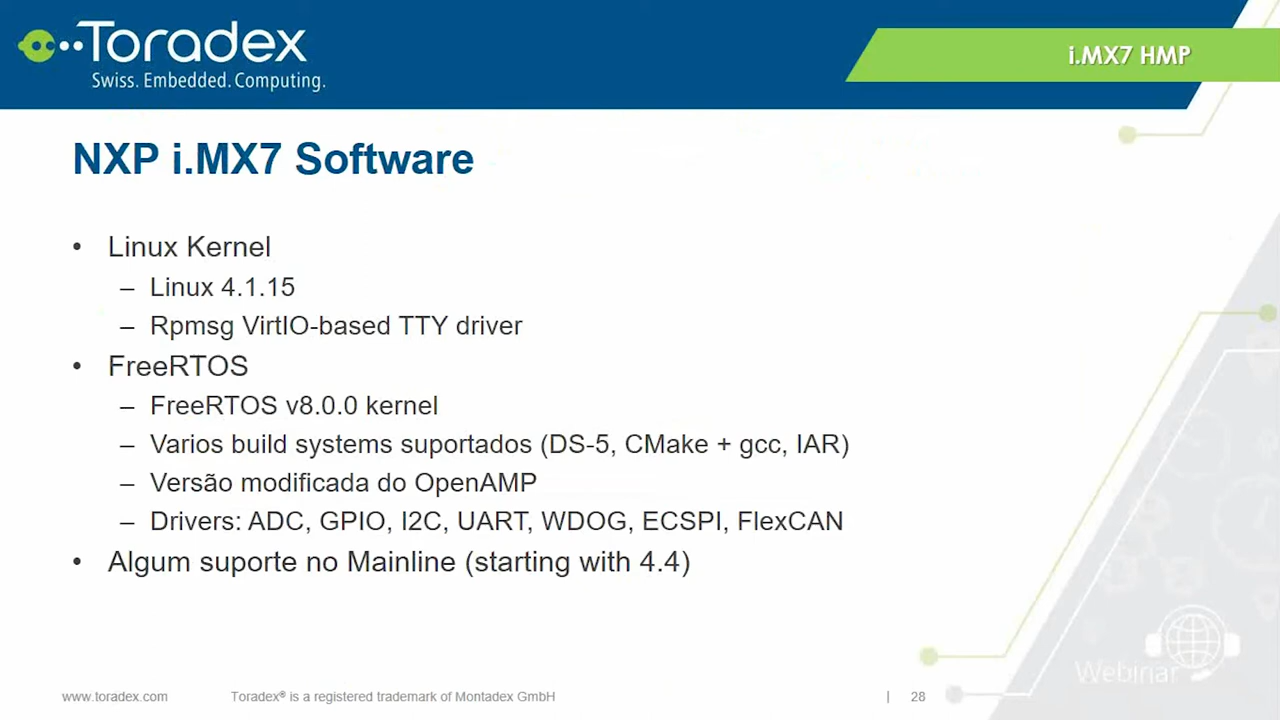 Toradex
Swiss. Embedded. Computing.
i.MX7 HMP
NXP i.MX7 Software
• Linux Kernel
– Linux 4.1.15
– Rpmsg VirtIO-based TTY driver
• FreeRTOS
– FreeRTOS v8.0.0 kernel
– Varios build systems suportados (DS-5, CMake + gcc, IAR)
– Versão modificada do OpenAMP
– Drivers: ADC, GPIO, I2C, UART, WDOG, ECSPI, FlexCAN
• Algum suporte no Mainline (starting with 4.4)
Webinar
www.toradex.com Toradex® is a registered trademark of Montadex GmbH | 28